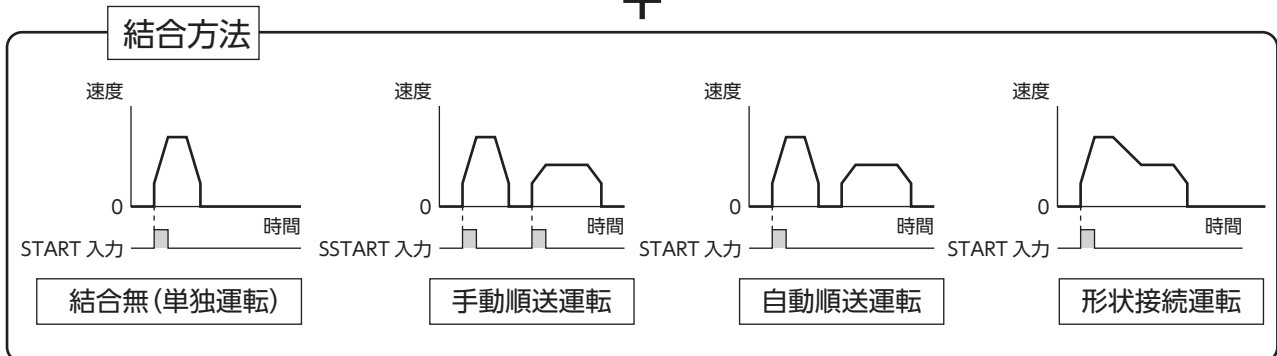 結合方法
速度
0
時間
START 入力
結合無(単独運転)
速度
0
時間
SSTART 入力
手動順送運転
速度
0
時間
START 入力
自動順送運転
速度
0
時間
START 入力
形状接続運転